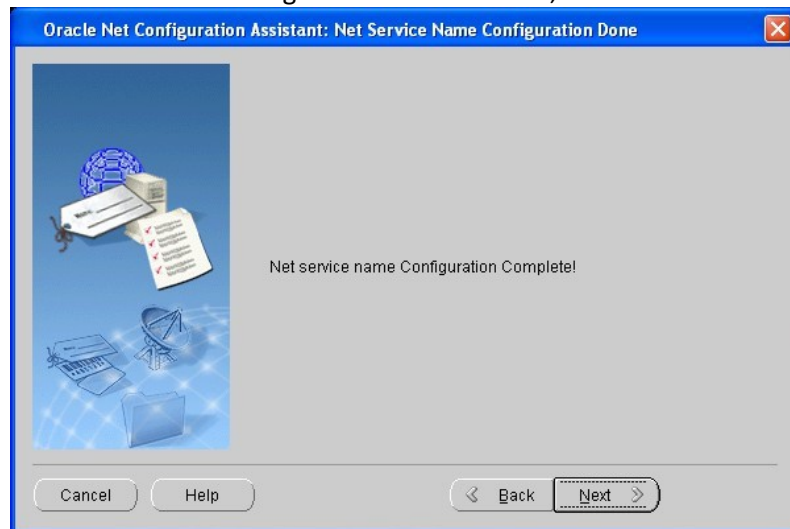 Oracle Net Configuration Assistant: Net Service Name Configuration Done
Net service name Configuration Complete!
Cancel
Help
Back
Next